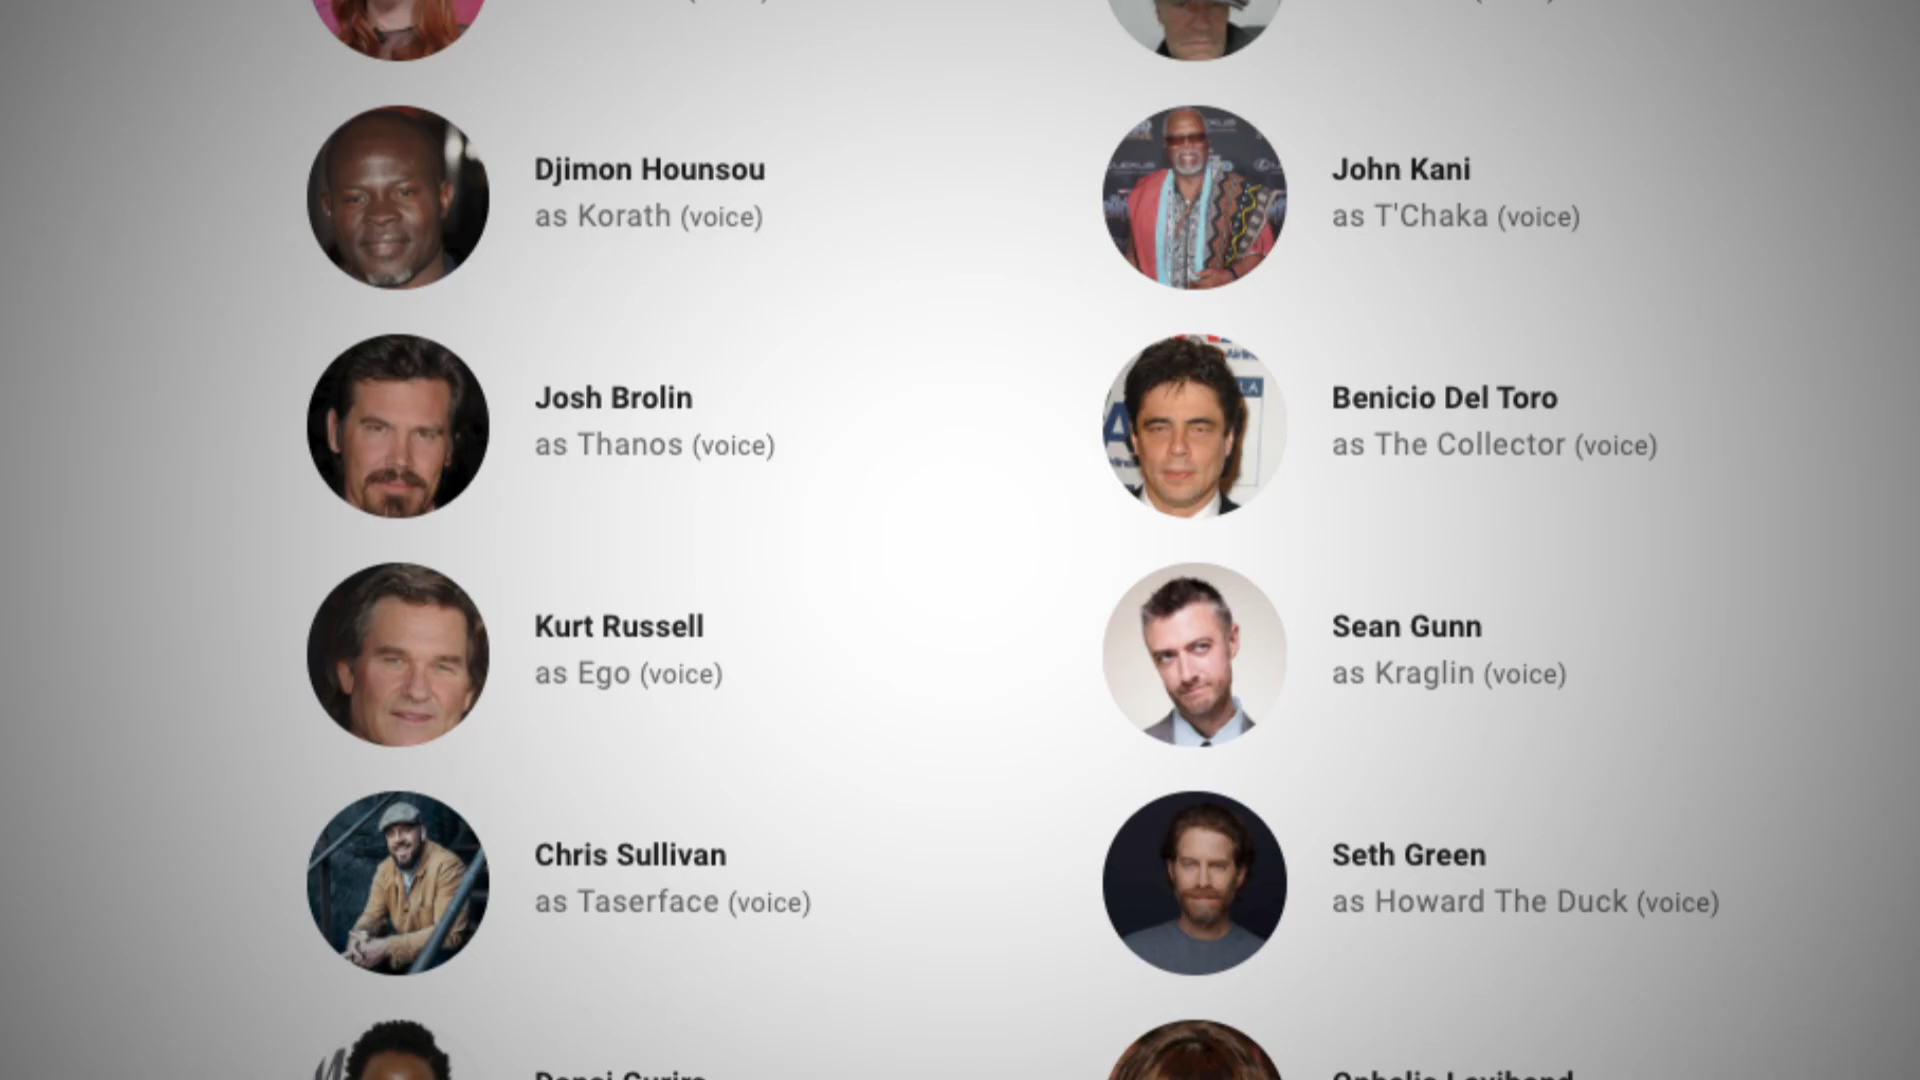 Djimon Hounsou
as Korath (voice)
John Kani
as T'Chaka (voice)
Josh Brolin
as Thanos (voice)
Benicio Del Toro
as The Collector (voice)
Kurt Russell
as Ego (voice)
Sean Gunn
as Kraglin (voice)
Chris Sullivan
as Taserface (voice)
Seth Green
as Howard The Duck (voice)